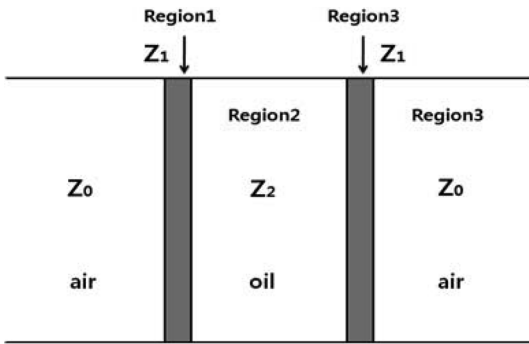 Region1 Region3
Z1 Z1
Region2 Region3
Z0 Z2 Z0
air oil air